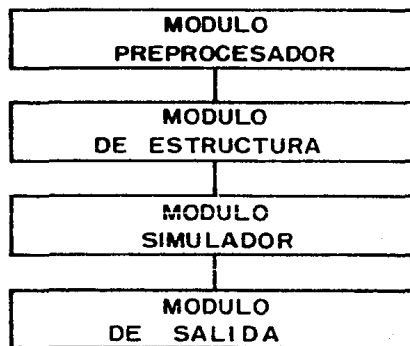 MODULO
PREPROCESADOR
MODULO
DE ESTRUCTURA
MODULO
SIMULADOR
MODULO
DE SALIDA